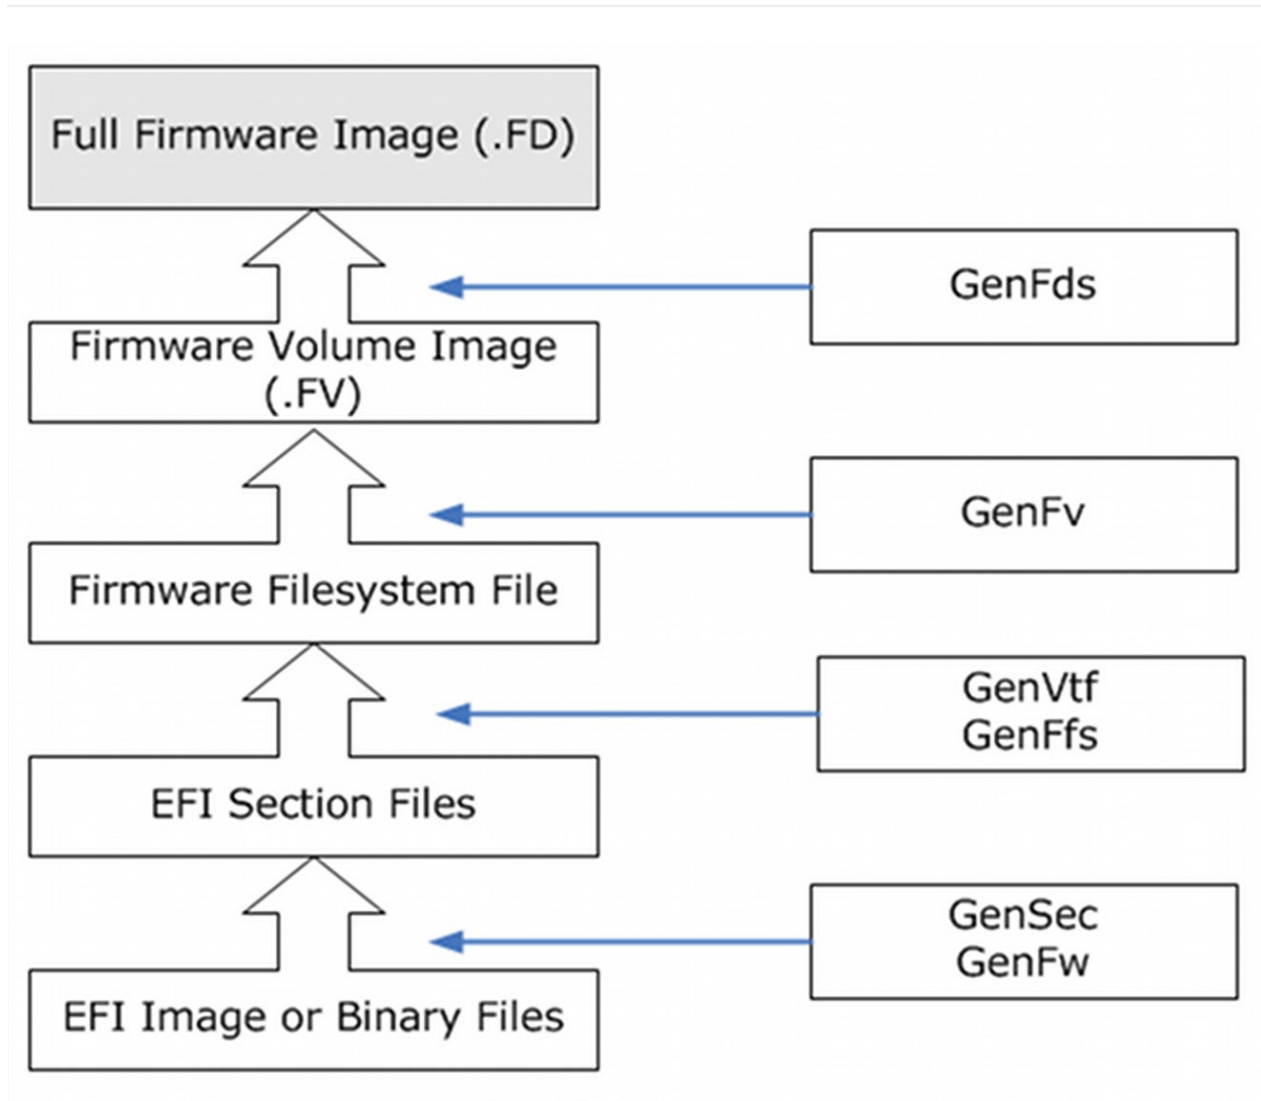 Full Firmware Image (.FD)
GenFds
Firmware Volume Image
(.FV)
GenFv
Firmware Filesystem File
GenVtf
GenFfs
EFI Section Files
GenSec
GenFw
EFI Image or Binary Files